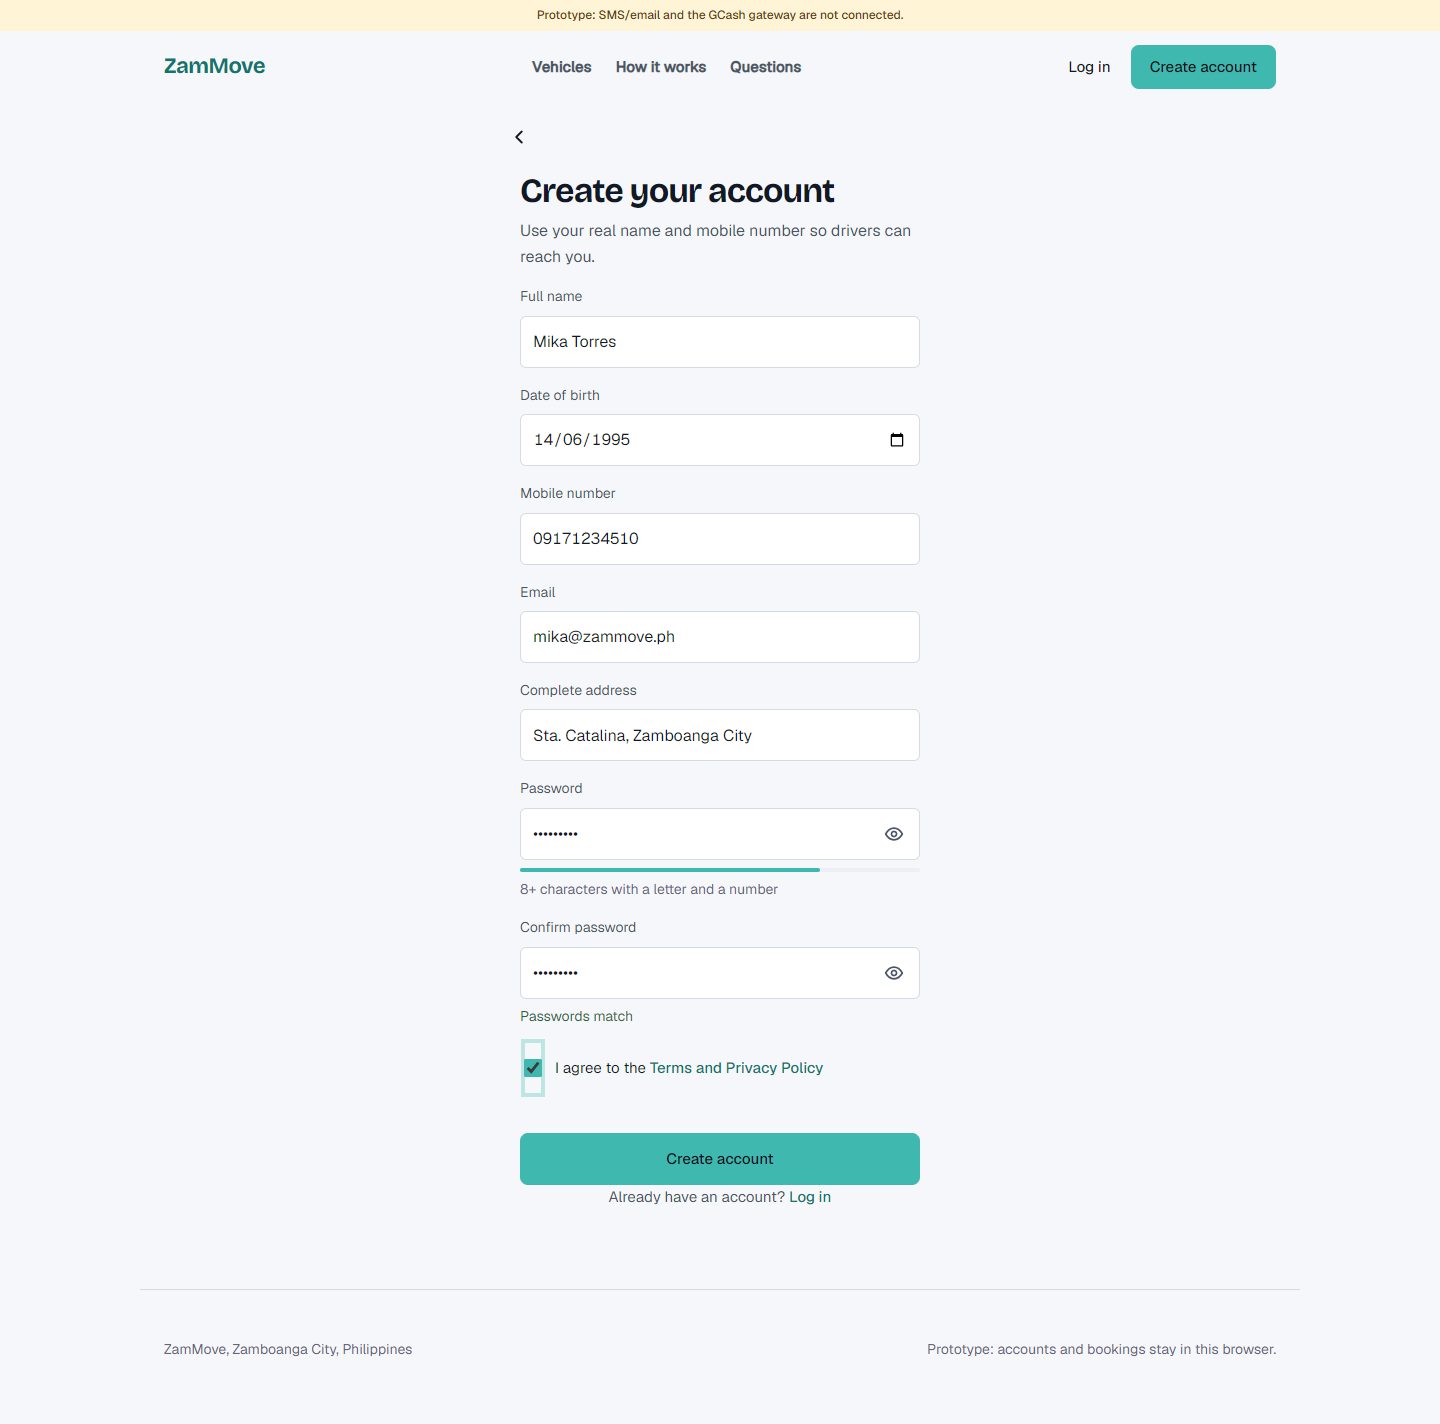 Prototype: SMS/email and the GCash gateway are not connected.
ZamMove
Vehicles
How it works
Questions
Log in
Create account
Create your account
Use your real name and mobile number so drivers can
reach you.
Full name
Mika Torres
Date of birth
14/06/1995
Mobile number
09171234510
Email
mika@zammove.ph
Complete address
Sta. Catalina, Zamboanga City
Password
•••••••••
8+ characters with a letter and a number
Confirm password
•••••••••
Passwords match
I agree to the Terms and Privacy Policy
Create account
Already have an account? Log in
ZamMove, Zamboanga City, Philippines
Prototype: accounts and bookings stay in this browser.